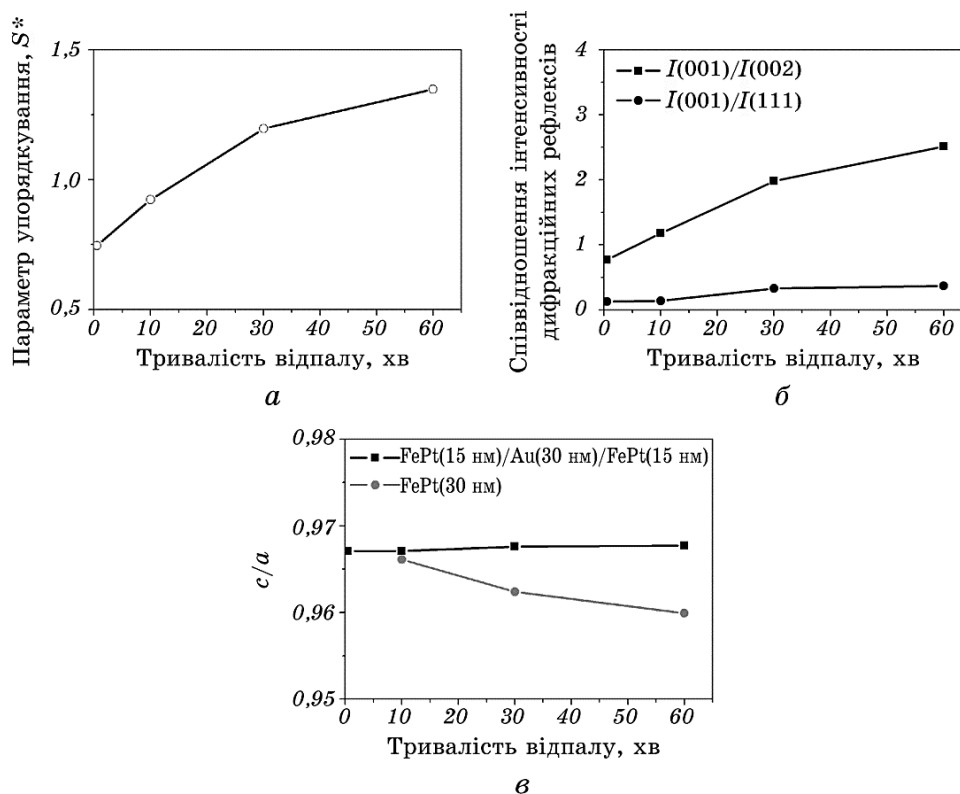 Параметр упорядкування, S*
1,5
1,0
0,5
0 10 20 30 40 50 60
Тривалість відпалу, хв
а
Співвідношення інтенсивності
дифракційних рефлексів
4
3
2
1
0
I(001)/I(002)
I(001)/I(111)
0 10 20 30 40 50 60
Тривалість відпалу, хв
б
c/a
0,98
0,97
0,96
0,95
FePt(15 нм)/Au(30 нм)/FePt(15 нм)
FePt(30 нм)
0 10 20 30 40 50 60
Тривалість відпалу, хв
в